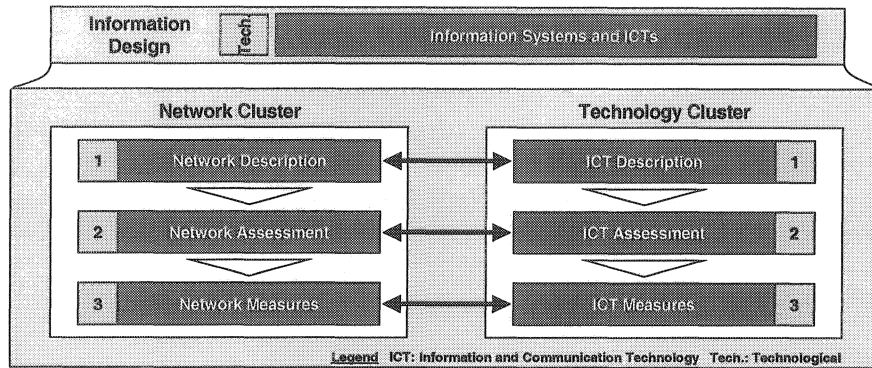 Information Design
Tech.
Information Systems and ICTs
Network Cluster
1 Network Description
2 Network Assessment
3 Network Measures
Technology Cluster
ICT Description 1
ICT Assessment 2
ICT Measures 3
Legend ICT: Information and Communication Technology Tech.: Technological